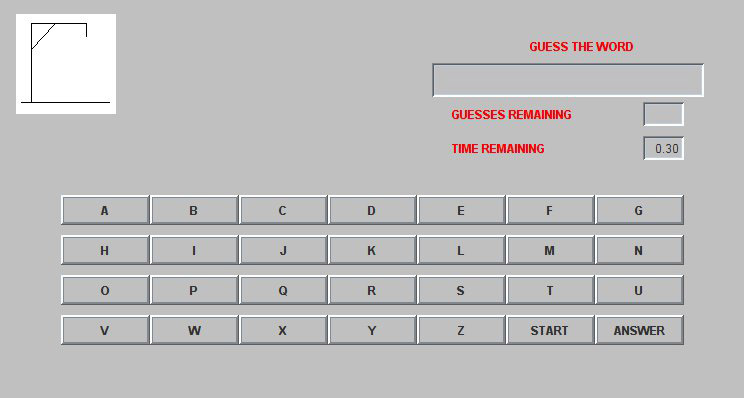 GUESS THE WORD
GUESSES REMAINING
TIME REMAINING 0.30
A B C D E F G
H I J K L M N
O P Q R S T U
V W X Y Z START ANSWER